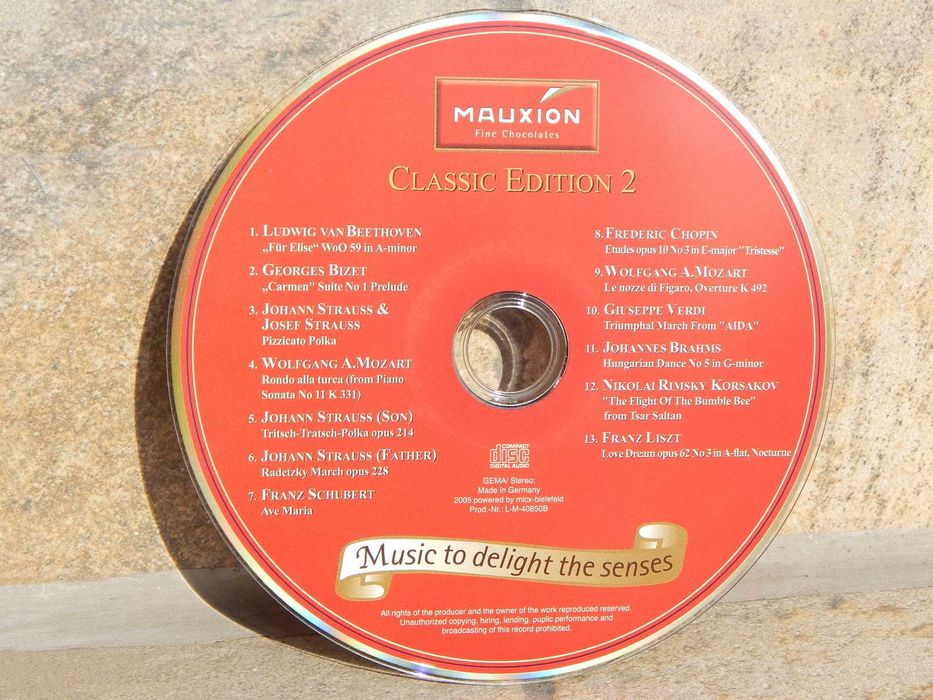 MAUXION
Fine Chocolates
CLASSIC EDITION 2
1. LUDWIG VAN BEETHOVEN
„Für Elise“ WoO 59 in A-minor
2. GEORGES BIZET
„Carmen" Suite No 1 Prelude
3. JOHANN STRAUSS &
JOSEF STRAUSS
Pizzicato Polka
4. WOLFGANG A.MOZART
Rondo alla turca (from Piano
Sonata No 11 K 331)
5. JOHANN STRAUSS (SON)
Tritsch-Tratsch-Polka opus 214
6. JOHANN STRAUSS (FATHER)
Radetzky March opus 228
7. FRANZ SCHUBERT
Ave Maria
8. FREDERIC CHOPIN
Etudes opus 10 No 3 in E-major "Tristesse"
9. WOLFGANG A.MOZART
Le nozze di Figaro, Overture K 492
10. GIUSEPPE VERDI
Triumphal March From "AIDA"
11. JOHANNES BRAHMS
Hungarian Dance No 5 in G-minor
12. NIKOLAI RIMSKY KORSAKOV
"The Flight Of The Bumble Bee"
from Tsar Saltan
13. FRANZ LISZT
Love Dream opus 62 No 3 in A-flat, Nocturne
COMPACT
disc
DIGITAL AUDIO
GEMA/ Stereo:
Made In Germany
2005 powered by micx-bielefeld
Prod.-Nr.: L-M-40850B
Music to delight the senses
All rights of the producer and the owner of the work reproduced reserved.
Unauthorized copying, hiring, lending, puplic performance and
broadcasting of this record prohibited.